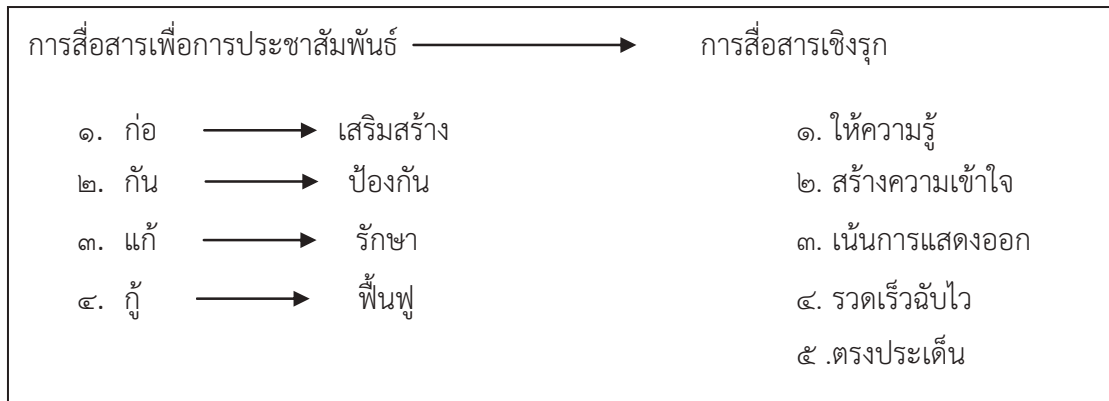 การสื่อสารเพื่อการประชาสัมพันธ์ การสื่อสารเชิงรุก
๑. ก่อ เสริมสร้าง ๑. ให้ความรู้
๒. กัน ป้องกัน ๒. สร้างความเข้าใจ
๓. แก้ รักษา ๓. เน้นการแสดงออก
๔. กู้ ฟื้นฟู ๔. รวดเร็วฉับไว
๕ .ตรงประเด็น